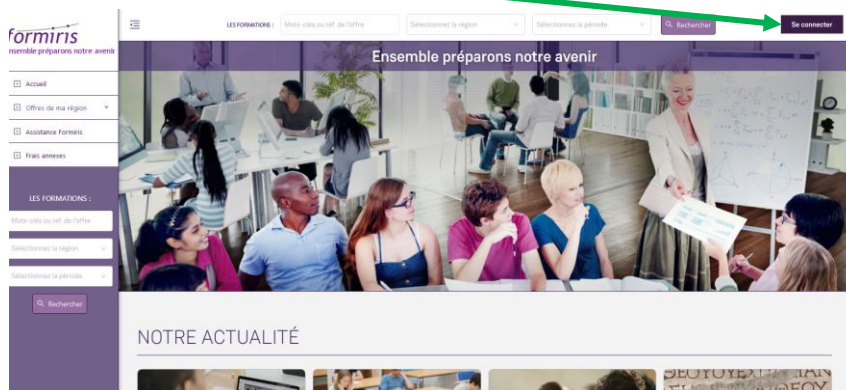 formiris
ensemble préparons notre avenir
LES FORMATIONS :
Mots-clés ou réf. de l'offre
Sélectionnez la région
Sélectionnez la période
Rechercher
Se connecter
Ensemble préparons notre avenir
Accueil
Offres de ma région
Assistance Formiris
Frais annexes
LES FORMATIONS :
Mots-clés ou réf. de l'offre
Sélectionnez la région
Sélectionnez la période
Rechercher
NOTRE ACTUALITÉ